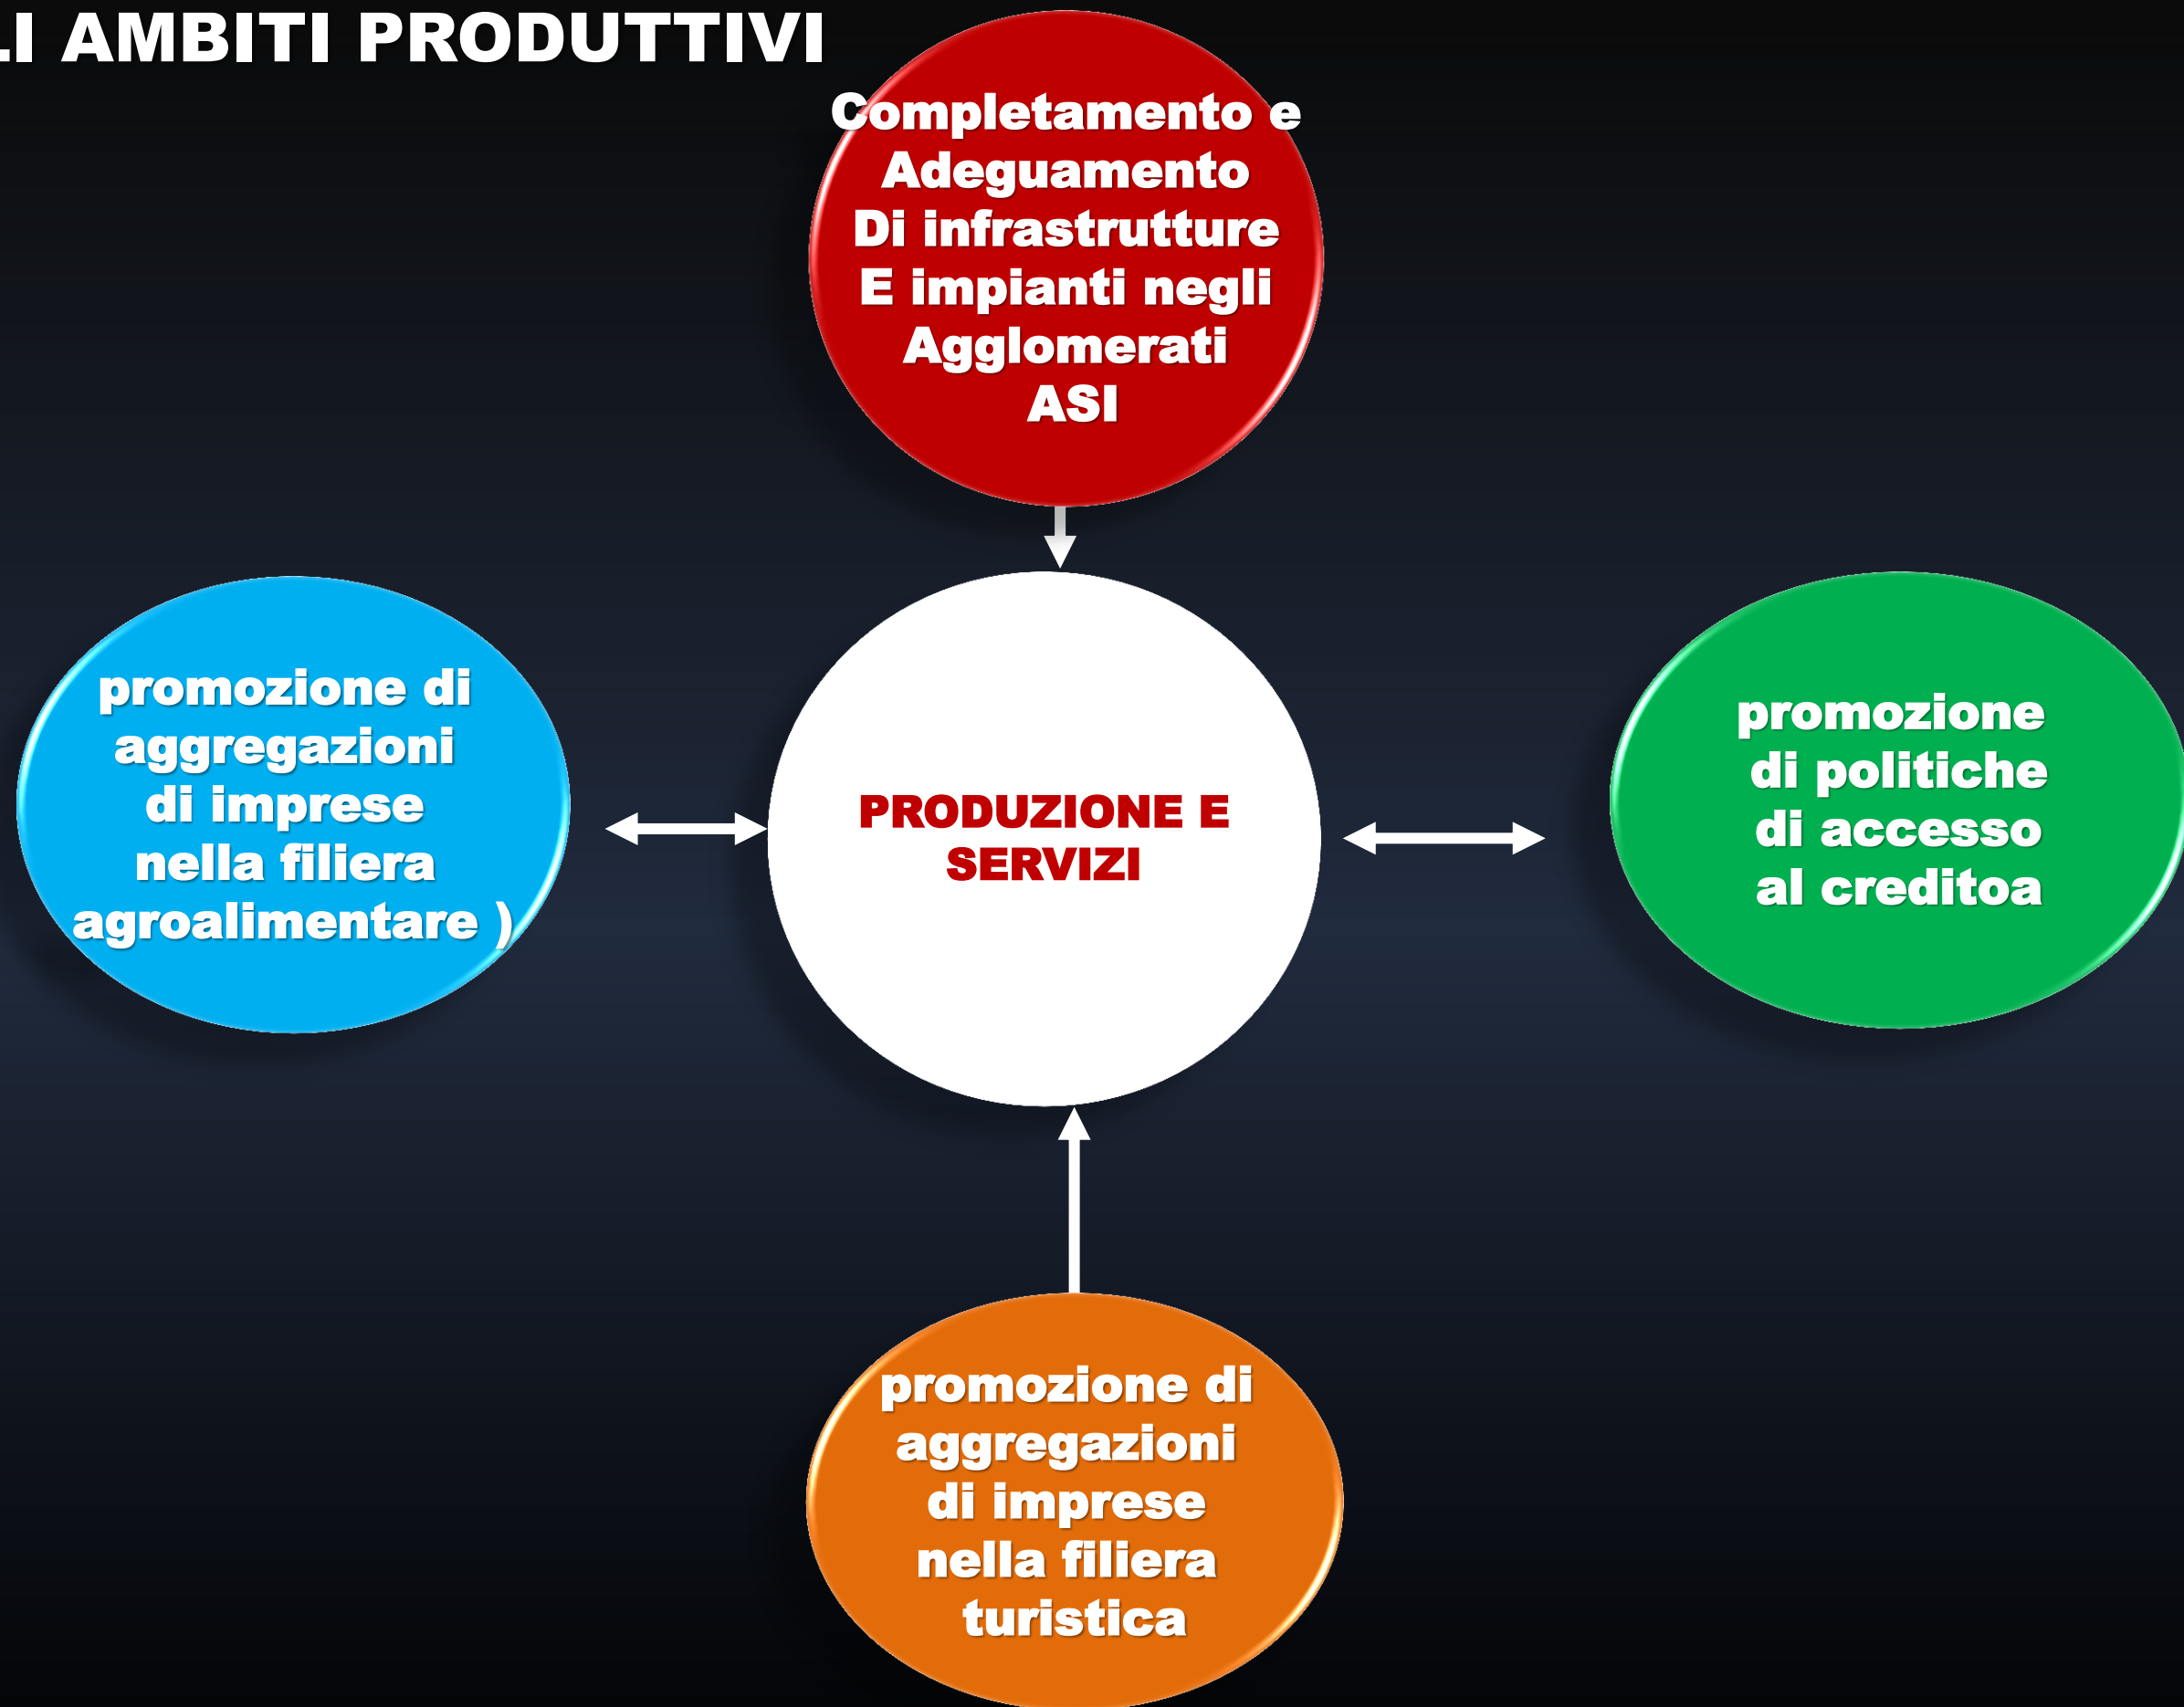 LI AMBITI PRODUTTIVI
Completamento e
Adeguamento
Di infrastrutture
E impianti negli
Agglomerati
ASI
promozione di
aggregazioni
di imprese
nella filiera
agroalimentare )
PRODUZIONE E
SERVIZI
promozione
di politiche
di accesso
al creditoa
promozione di
aggregazioni
di imprese
nella filiera
turistica